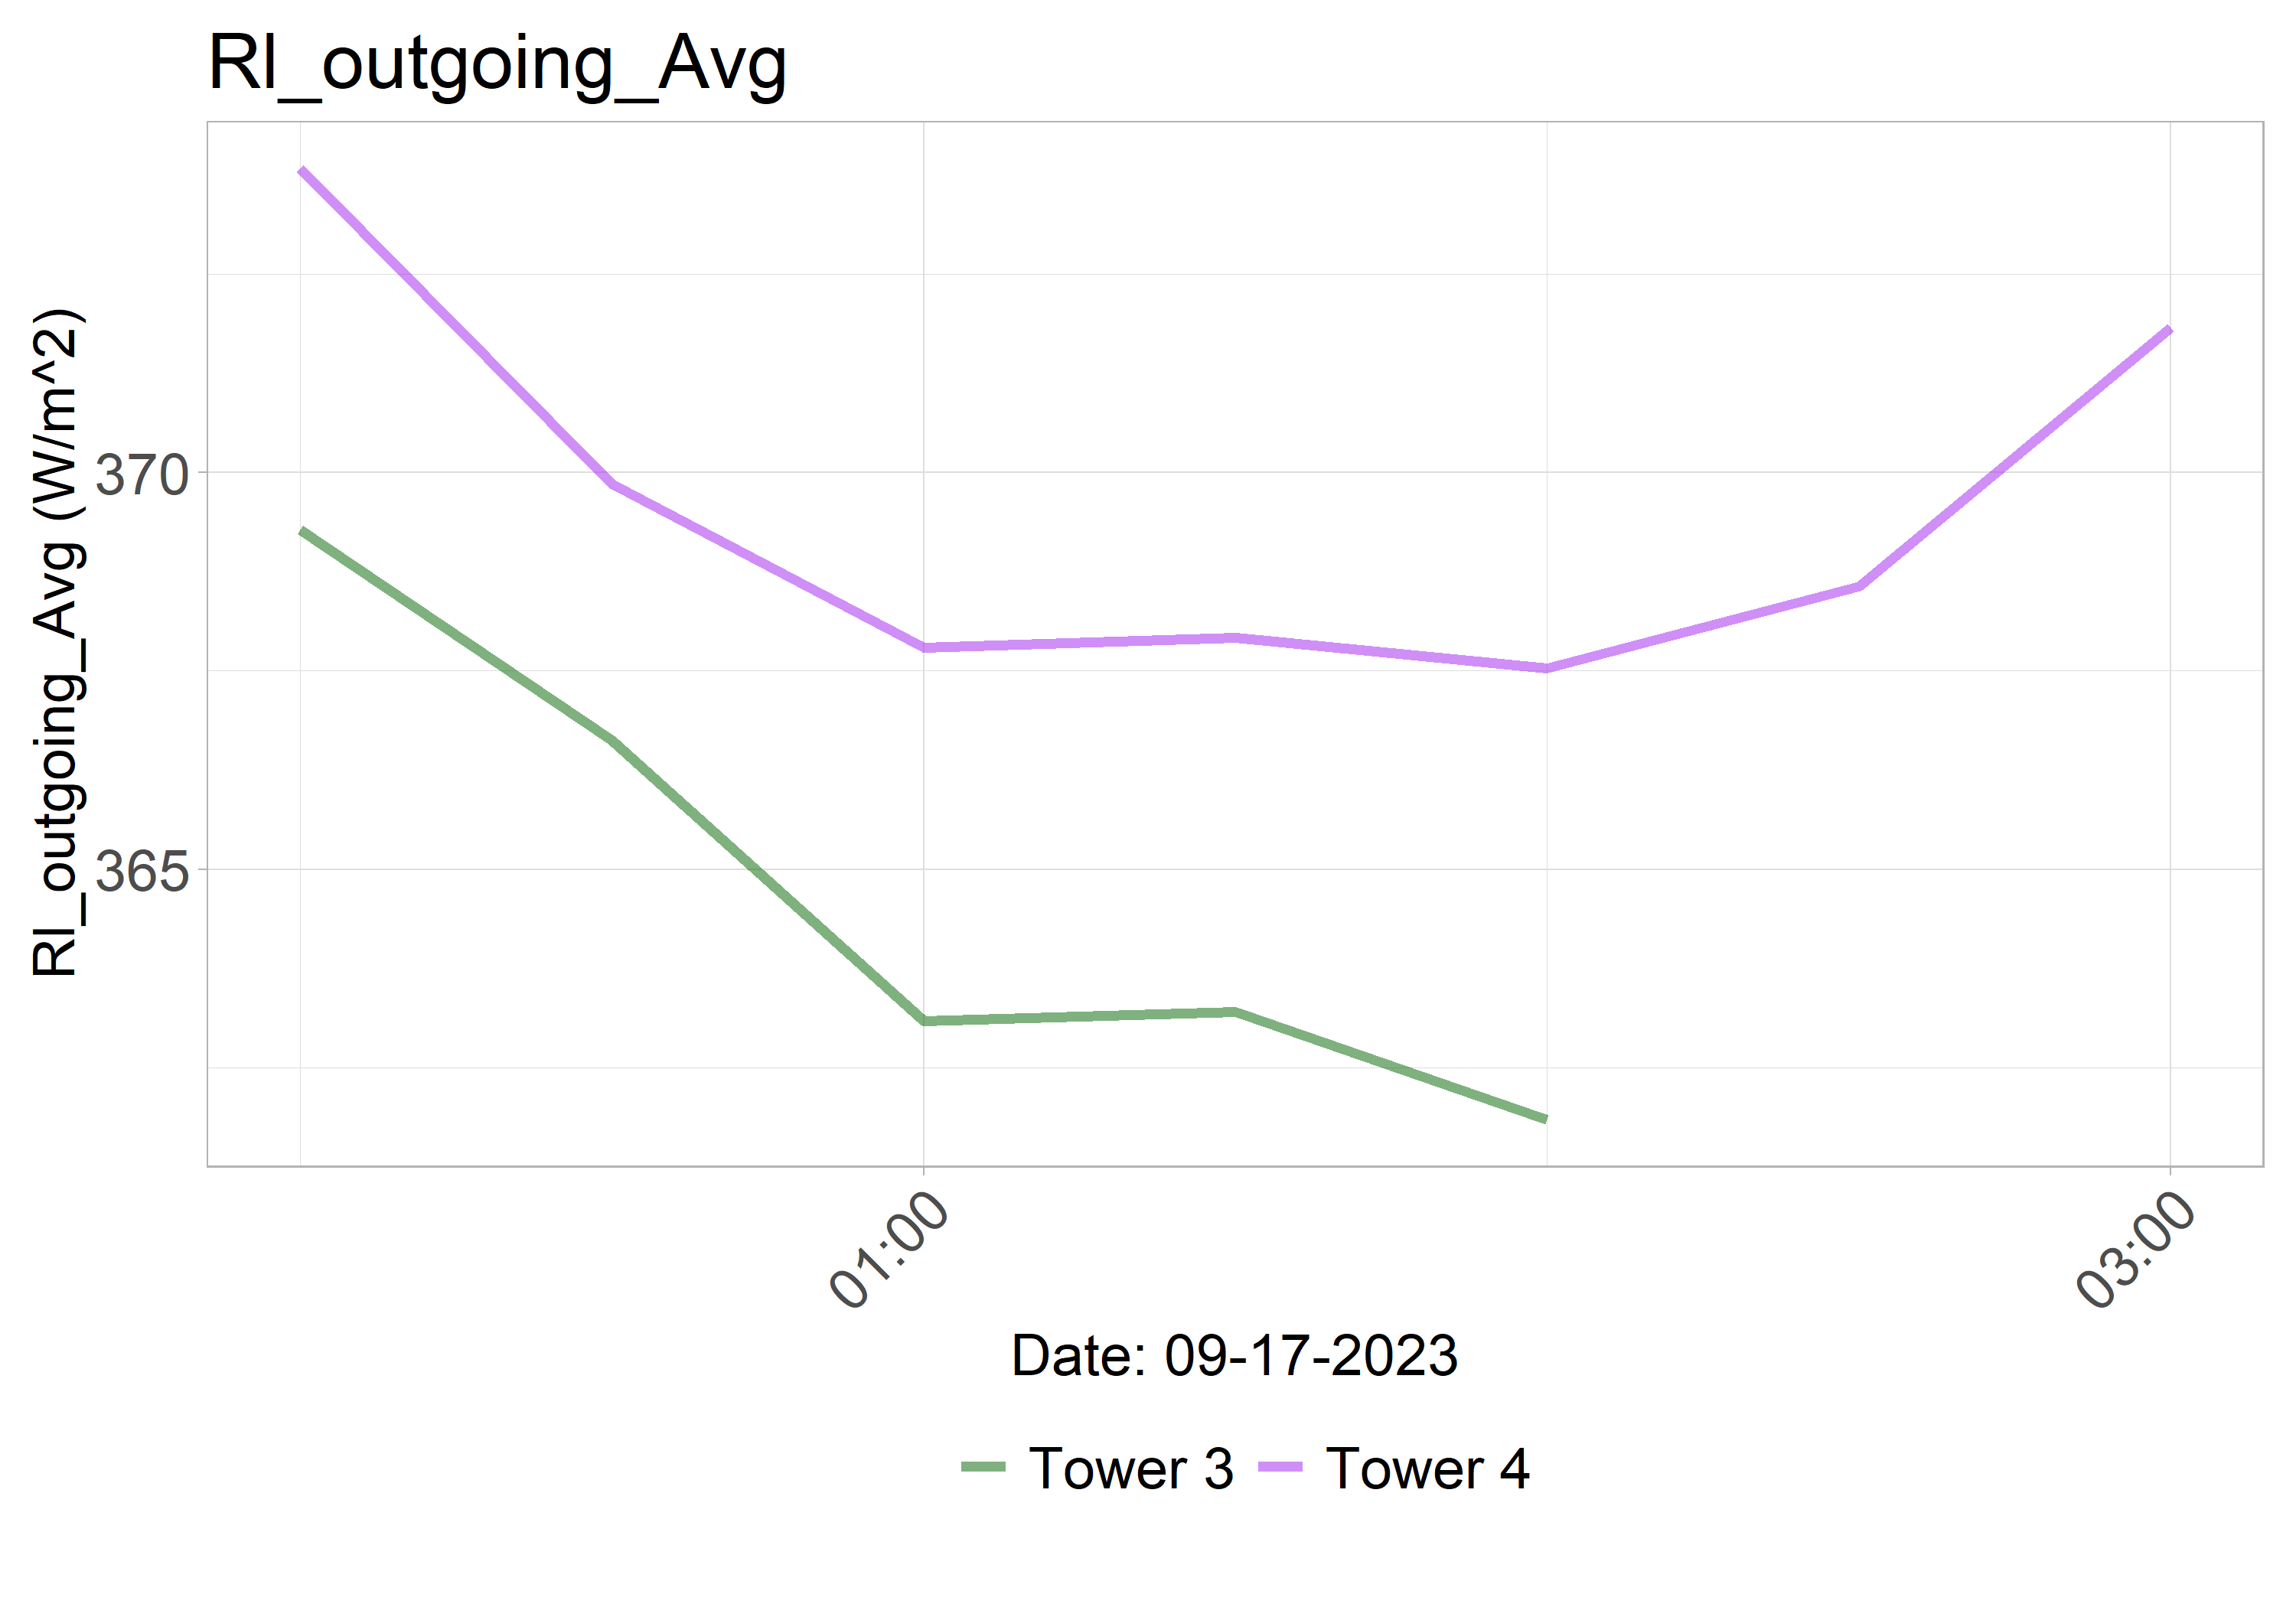 Rl_outgoing_Avg
Rl_outgoing_Avg (W/m^2)
370
365
01:00
03:00
Date: 09-17-2023
Tower 3
Tower 4